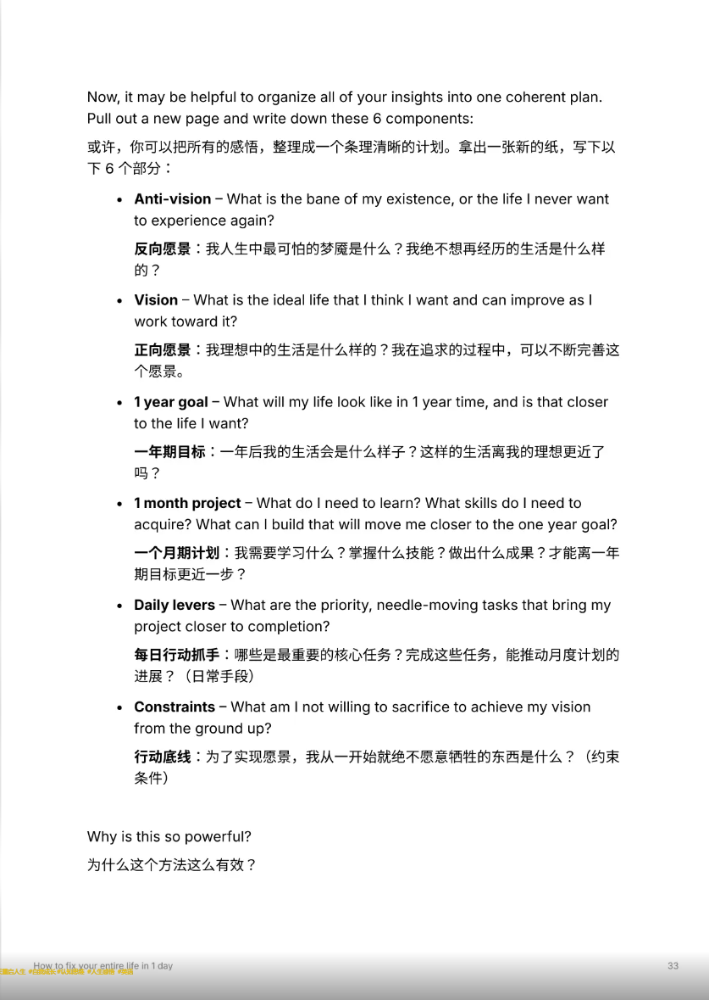 Now, it may be helpful to organize all of your insights into one coherent plan.
Pull out a new page and write down these 6 components:
或许，你可以把所有的感悟，整理成一个条理清晰的计划。拿出一张新的纸，写下以
下 6 个部分：
• Anti-vision – What is the bane of my existence, or the life I never want
to experience again?
反向愿景：我人生中最可怕的梦魇是什么？我绝不想再经历的生活是什么样
的？
• Vision – What is the ideal life that I think I want and can improve as I
work toward it?
正向愿景：我理想中的生活是什么样的？我在追求的过程中，可以不断完善这
个愿景。
• 1 year goal – What will my life look like in 1 year time, and is that closer
to the life I want?
一年期目标：一年后我的生活会是什么样子？这样的生活离我的理想更近了
吗？
• 1 month project – What do I need to learn? What skills do I need to
acquire? What can I build that will move me closer to the one year goal?
一个月期计划：我需要学习什么？掌握什么技能？做出什么成果？才能离一年
期目标更近一步？
• Daily levers – What are the priority, needle-moving tasks that bring my
project closer to completion?
每日行动抓手：哪些是最重要的核心任务？完成这些任务，能推动月度计划的
进展？（日常手段）
• Constraints – What am I not willing to sacrifice to achieve my vision
from the ground up?
行动底线：为了实现愿景，我从一开始就绝不愿意牺牲的东西是什么？（约束
条件）
Why is this so powerful?
为什么这个方法这么有效？
How to fix your entire life in 1 day
33